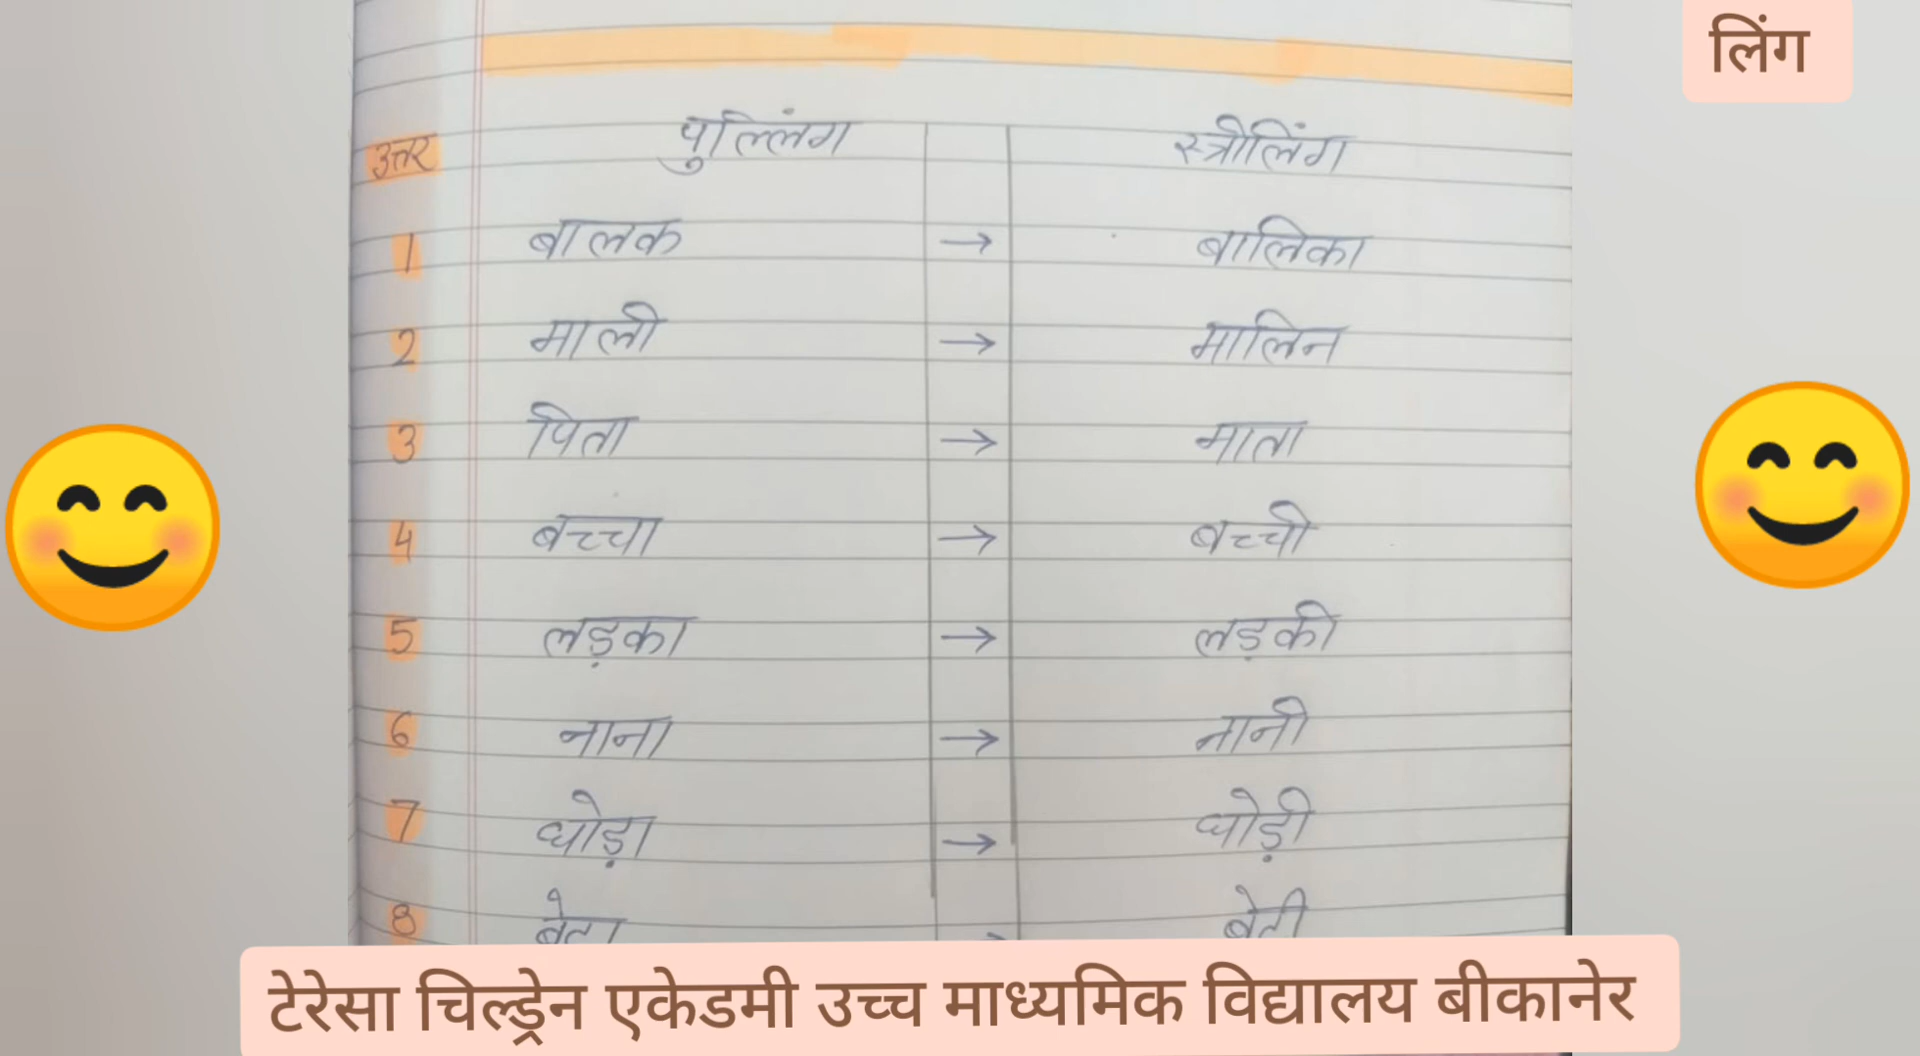 लिंग
उत्तर पुल्लिंग स्त्रीलिंग
1 बालक → बालिका
2 माली → मालिन
3 पिता → माता
4 बच्चा → बच्ची
5 लड़का → लड़की
6 नाना → नानी
7 घोड़ा → घोड़ी
8 बेटा → बेटी
टेरेसा चिल्ड्रेन एकेडमी उच्च माध्यमिक विद्यालय बीकानेर